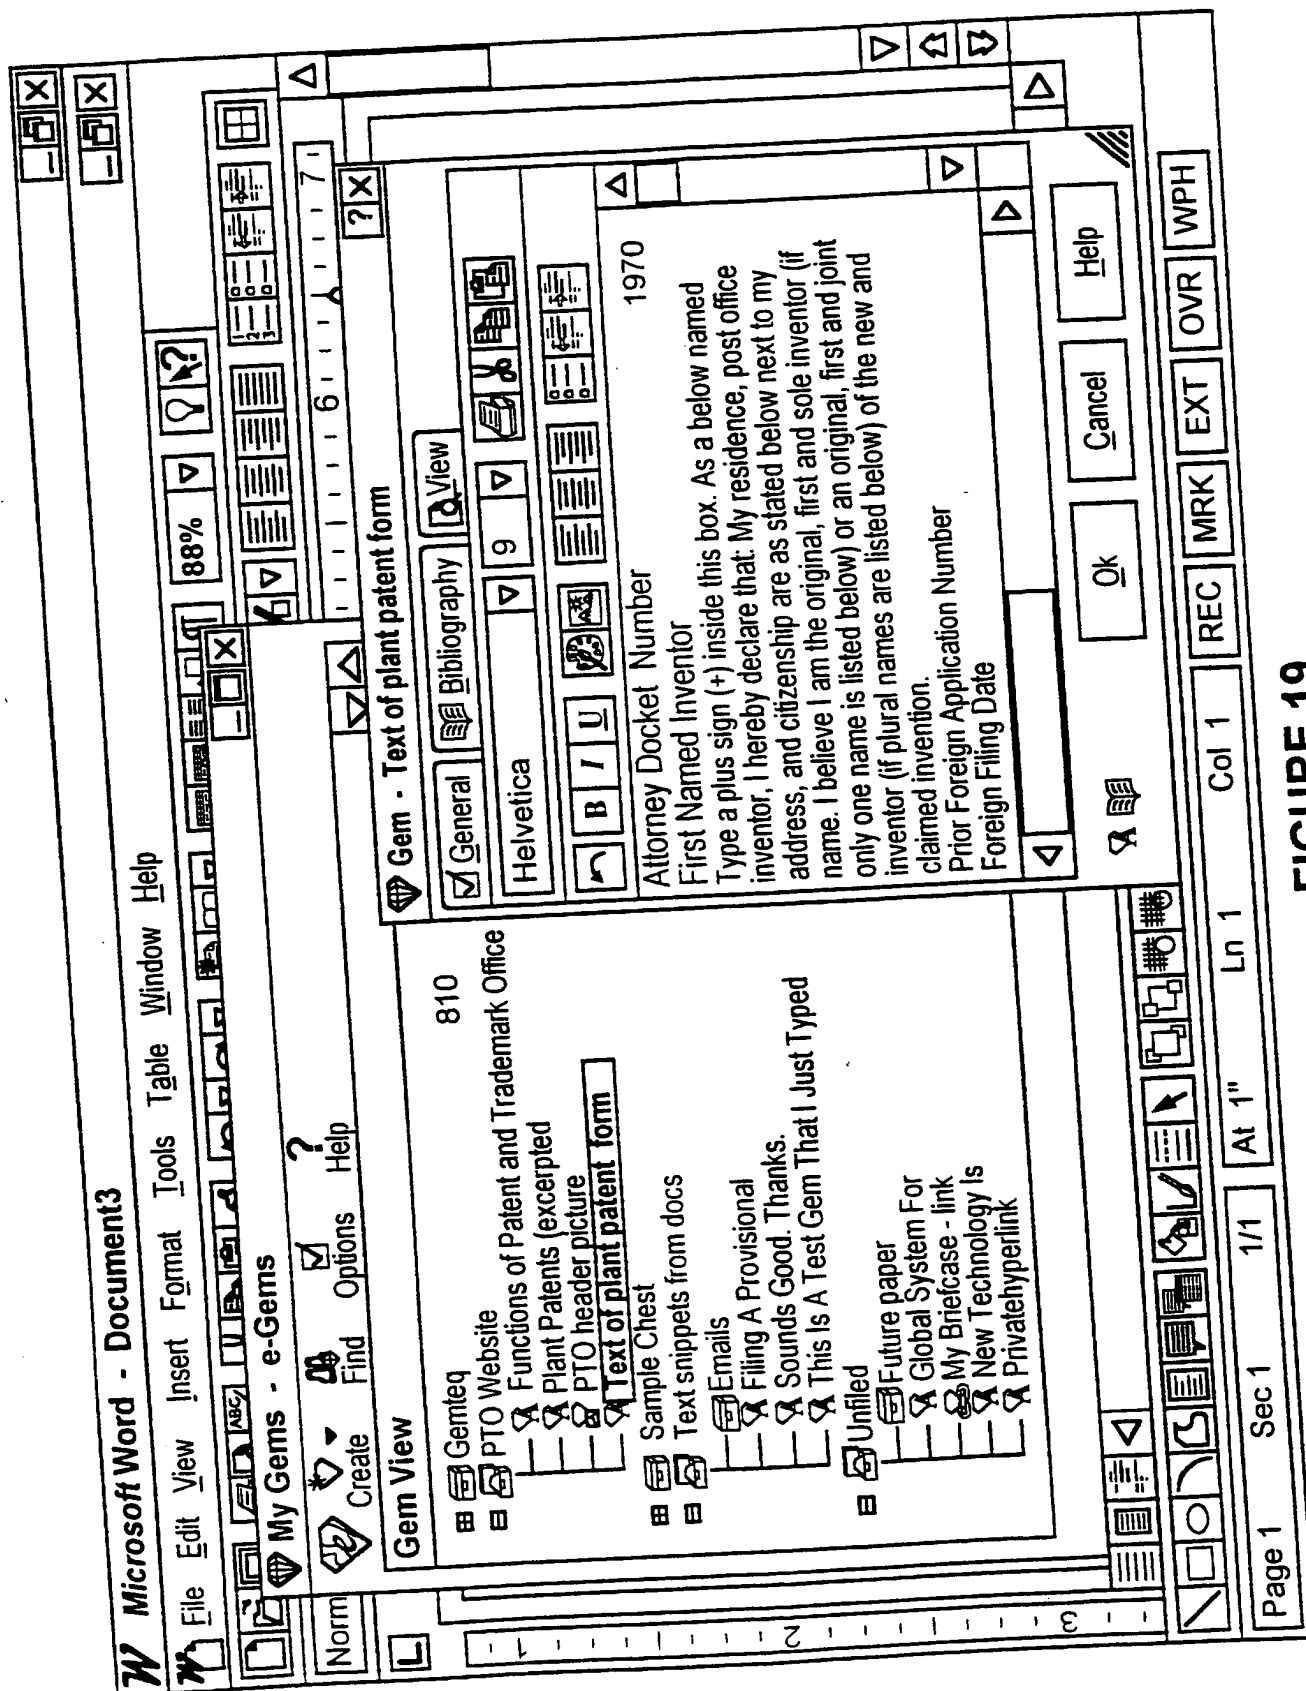 Microsoft Word - Document3
File Edit View Insert Format Tools Table Window Help
ABC
88%
My Gems - e-Gems
Create Find Options Help
Norm
6 7
Gem View
810
Gemteq
PTO Website
Functions of Patent and Trademark Office
Plant Patents (excerpted
PTO header picture
Text of plant patent form
Sample Chest
Text snippets from docs
Emails
Filing A Provisional
Sounds Good. Thanks.
This Is A Test Gem That I Just Typed
Unfiled
Future paper
Global System For
My Briefcase - link
New Technology Is
Privatehyperlink
Gem - Text of plant patent form
General Bibliography View
Helvetica 9
B I U
1970
Attorney Docket Number
First Named Inventor
Type a plus sign (+) inside this box. As a below named
inventor, I hereby declare that: My residence, post office
address, and citizenship are as stated below next to my
name. I believe I am the original, first and sole inventor (if
only one name is listed below) or an original, first and joint
inventor (if plural names are listed below) of the new and
claimed invention.
Prior Foreign Application Number
Foreign Filing Date
Ok Cancel Help
1
2
3
Page 1 Sec 1 1/1 At 1" Ln 1 Col 1 REC MRK EXT OVR WPH
FIGURE 19